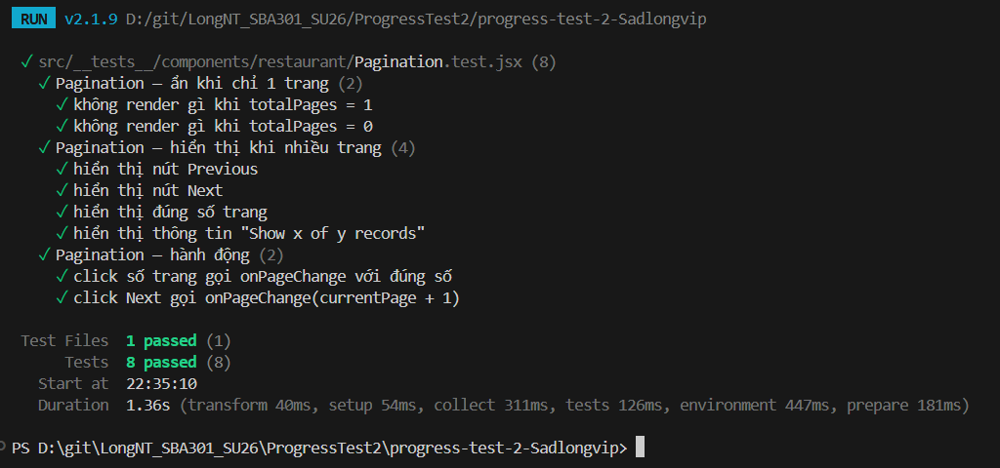 RUN v2.1.9 D:/git/LongNT_SBA301_SU26/ProgressTest2/progress-test-2-Sadlongvip
✓ src/__tests__/components/restaurant/Pagination.test.jsx (8)
✓ Pagination — ẩn khi chỉ 1 trang (2)
✓ không render gì khi totalPages = 1
✓ không render gì khi totalPages = 0
✓ Pagination — hiển thị khi nhiều trang (4)
✓ hiển thị nút Previous
✓ hiển thị nút Next
✓ hiển thị đúng số trang
✓ hiển thị thông tin "Show x of y records"
✓ Pagination — hành động (2)
✓ click số trang gọi onPageChange với đúng số
✓ click Next gọi onPageChange(currentPage + 1)
Test Files 1 passed (1)
Tests 8 passed (8)
Start at 22:35:10
Duration 1.36s (transform 40ms, setup 54ms, collect 311ms, tests 126ms, environment 447ms, prepare 181ms)
PS D:\git\LongNT_SBA301_SU26\ProgressTest2\progress-test-2-Sadlongvip>